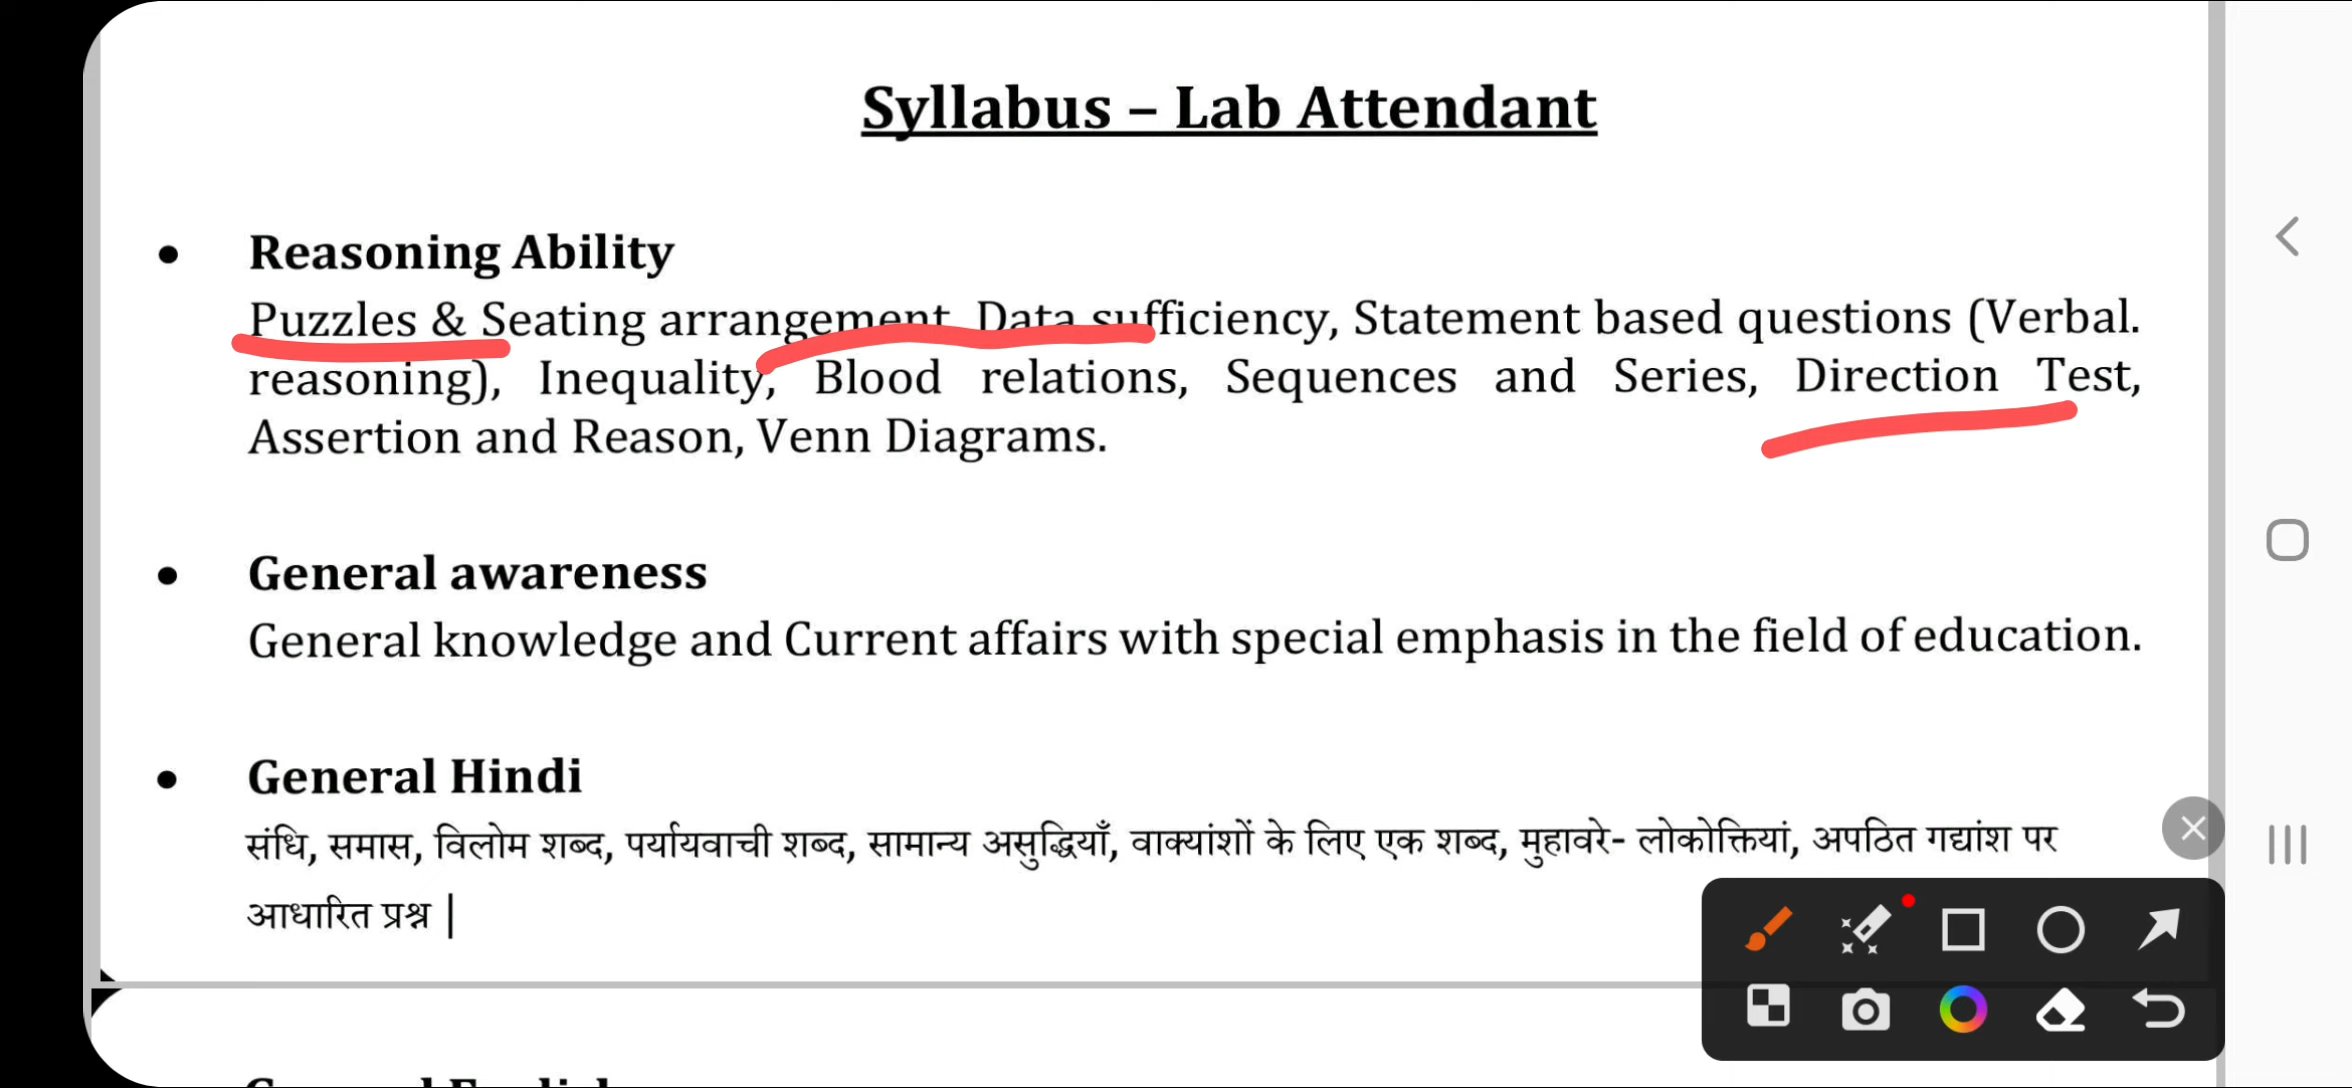 Syllabus – Lab Attendant
• Reasoning Ability
Puzzles & Seating arrangement, Data sufficiency, Statement based questions (Verbal.
reasoning), Inequality, Blood relations, Sequences and Series, Direction Test,
Assertion and Reason, Venn Diagrams.
• General awareness
General knowledge and Current affairs with special emphasis in the field of education.
• General Hindi
संधि, समास, विलोम शब्द, पर्यायवाची शब्द, सामान्य असुद्धियाँ, वाक्यांशों के लिए एक शब्द, मुहावरे- लोकोक्तियां, अपठित गद्यांश पर
आधारित प्रश्न |